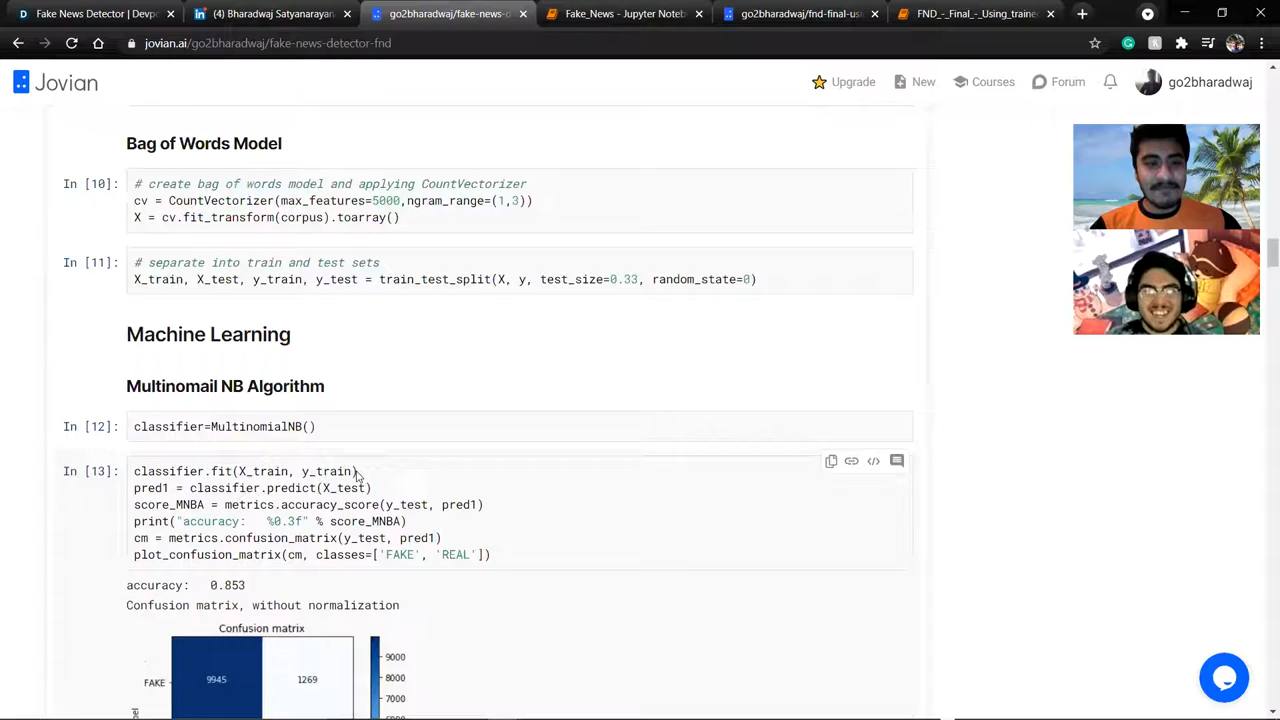 Fake News Detector | Devpo
(4) Bharadwaj Satyanarayan
go2bharadwaj/fake-news-d
Fake_News - Jupyter Noteb
go2bharadwaj/fnd-final-us
FND_-_Final_-_Using_traine
jovian.ai/go2bharadwaj/fake-news-detector-fnd
Jovian
Upgrade
New
Courses
Forum
go2bharadwaj
Bag of Words Model
In [10]:
# create bag of words model and applying CountVectorizer
cv = CountVectorizer(max_features=5000,ngram_range=(1,3))
X = cv.fit_transform(corpus).toarray()
In [11]:
# separate into train and test sets
X_train, X_test, y_train, y_test = train_test_split(X, y, test_size=0.33, random_state=0)
Machine Learning
Multinomail NB Algorithm
In [12]:
classifier=MultinomialNB()
In [13]:
classifier.fit(X_train, y_train)
pred1 = classifier.predict(X_test)
score_MNBA = metrics.accuracy_score(y_test, pred1)
print("accuracy:   %0.3f" % score_MNBA)
cm = metrics.confusion_matrix(y_test, pred1)
plot_confusion_matrix(cm, classes=['FAKE', 'REAL'])
accuracy:   0.853
Confusion matrix, without normalization
Confusion matrix
9000
FAKE
9945
1269
8000
7000